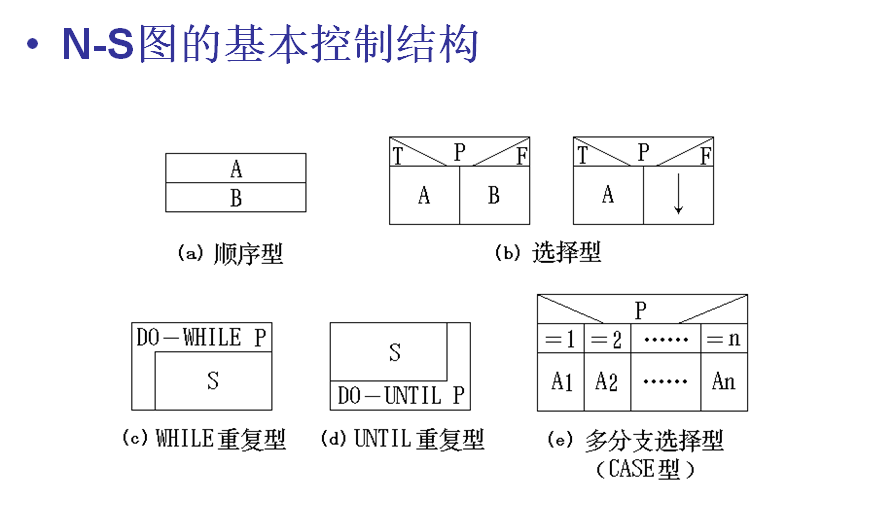 • N-S图的基本控制结构
A
B
T P F
A B
T P F
A ↓
(a) 顺序型
(b) 选择型
DO-WHILE P
S
S
DO-UNTIL P
P
=1 =2 …… =n
A1 A2 …… An
(c) WHILE重复型
(d) UNTIL重复型
(e) 多分支选择型
(CASE型)